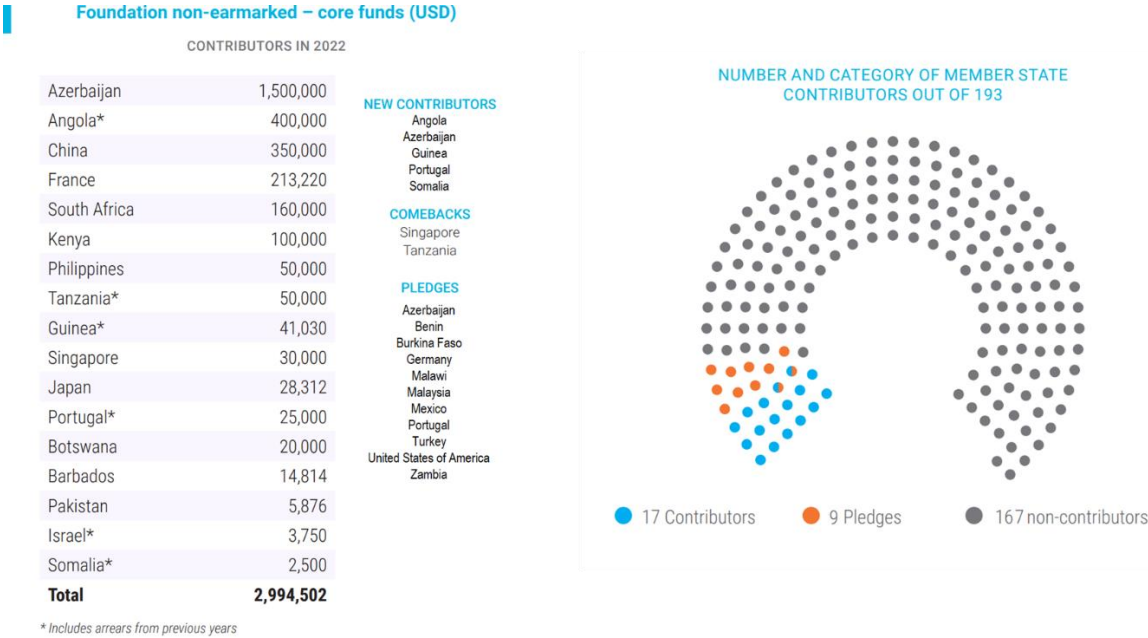 Foundation non-earmarked – core funds (USD)
CONTRIBUTORS IN 2022
Azerbaijan 1,500,000
Angola* 400,000
China 350,000
France 213,220
South Africa 160,000
Kenya 100,000
Philippines 50,000
Tanzania* 50,000
Guinea* 41,030
Singapore 30,000
Japan 28,312
Portugal* 25,000
Botswana 20,000
Barbados 14,814
Pakistan 5,876
Israel* 3,750
Somalia* 2,500
Total 2,994,502
* Includes arrears from previous years
NEW CONTRIBUTORS
Angola
Azerbaijan
Guinea
Portugal
Somalia
COMEBACKS
Singapore
Tanzania
PLEDGES
Azerbaijan
Benin
Burkina Faso
Germany
Malawi
Malaysia
Mexico
Portugal
Turkey
United States of America
Zambia
NUMBER AND CATEGORY OF MEMBER STATE
CONTRIBUTORS OUT OF 193
17 Contributors
9 Pledges
167 non-contributors